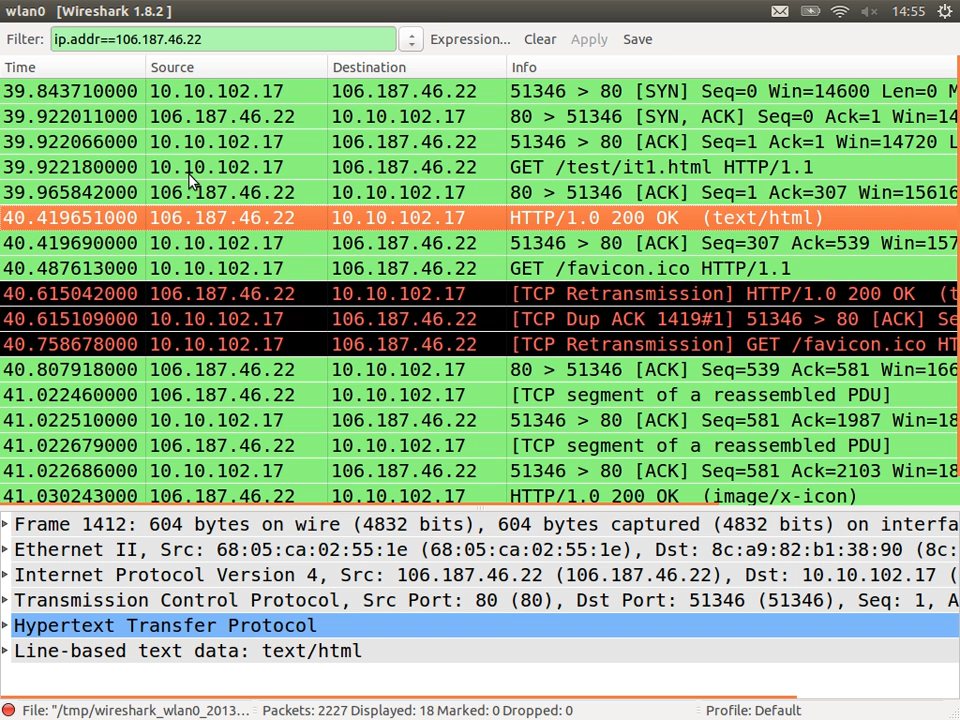 wlan0 [Wireshark 1.8.2 ] 14:55
Filter: ip.addr==106.187.46.22 Expression... Clear Apply Save
Time Source Destination Info
39.843710000 10.10.102.17 106.187.46.22 51346 > 80 [SYN] Seq=0 Win=14600 Len=0 M
39.922011000 106.187.46.22 10.10.102.17 80 > 51346 [SYN, ACK] Seq=0 Ack=1 Win=14
39.922066000 10.10.102.17 106.187.46.22 51346 > 80 [ACK] Seq=1 Ack=1 Win=14720 L
39.922180000 10.10.102.17 106.187.46.22 GET /test/it1.html HTTP/1.1
39.965842000 106.187.46.22 10.10.102.17 80 > 51346 [ACK] Seq=1 Ack=307 Win=15616
40.419651000 106.187.46.22 10.10.102.17 HTTP/1.0 200 OK (text/html)
40.419690000 10.10.102.17 106.187.46.22 51346 > 80 [ACK] Seq=307 Ack=539 Win=157
40.487613000 10.10.102.17 106.187.46.22 GET /favicon.ico HTTP/1.1
40.615042000 106.187.46.22 10.10.102.17 [TCP Retransmission] HTTP/1.0 200 OK (t
40.615109000 10.10.102.17 106.187.46.22 [TCP Dup ACK 1419#1] 51346 > 80 [ACK] Se
40.758678000 10.10.102.17 106.187.46.22 [TCP Retransmission] GET /favicon.ico HT
40.807918000 106.187.46.22 10.10.102.17 80 > 51346 [ACK] Seq=539 Ack=581 Win=166
41.022460000 106.187.46.22 10.10.102.17 [TCP segment of a reassembled PDU]
41.022510000 10.10.102.17 106.187.46.22 51346 > 80 [ACK] Seq=581 Ack=1987 Win=18
41.022679000 106.187.46.22 10.10.102.17 [TCP segment of a reassembled PDU]
41.022686000 10.10.102.17 106.187.46.22 51346 > 80 [ACK] Seq=581 Ack=2103 Win=18
41.030243000 106.187.46.22 10.10.102.17 HTTP/1.0 200 OK (image/x-icon)
Frame 1412: 604 bytes on wire (4832 bits), 604 bytes captured (4832 bits) on interfa
Ethernet II, Src: 68:05:ca:02:55:1e (68:05:ca:02:55:1e), Dst: 8c:a9:82:b1:38:90 (8c:
Internet Protocol Version 4, Src: 106.187.46.22 (106.187.46.22), Dst: 10.10.102.17 (
Transmission Control Protocol, Src Port: 80 (80), Dst Port: 51346 (51346), Seq: 1, A
Hypertext Transfer Protocol
Line-based text data: text/html
File: "/tmp/wireshark_wlan0_2013... Packets: 2227 Displayed: 18 Marked: 0 Dropped: 0 Profile: Default